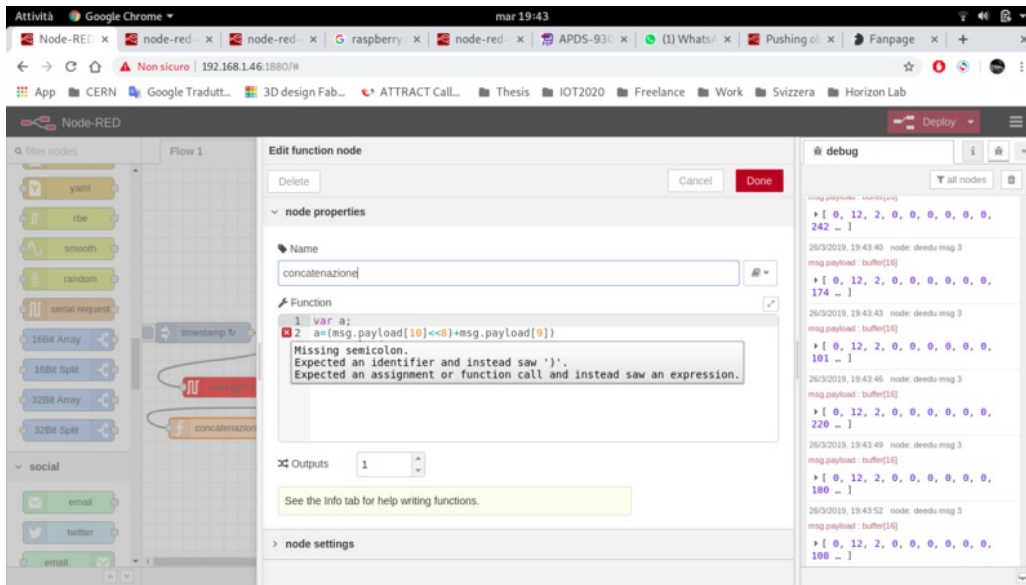 Attività Google Chrome mar 19:43
Node-RED node-red- node-red- raspberry node-red- APDS-930 (1) WhatsA Pushing ob Fanpage
Non sicuro 192.168.1.46:1880/#
App CERN Google Tradutt... 3D design Fab... ATTRACT Call... Thesis IOT2020 Freelance Work Svizzera Horizon Lab
Node-RED Deploy
filter nodes
yaml
rbe
smooth
random
serial request
16Bit Array
16Bit Split
32Bit Array
32Bit Split
social
email
twitter
email
Flow 1
timestamp ↻
concatenazion
Edit function node
Delete Cancel Done
node properties
Name
concatenazione
Function
1 var a;
2 a=(msg.payload[10]<<8)+msg.payload[9])
Missing semicolon.
Expected an identifier and instead saw ')'.
Expected an assignment or function call and instead saw an expression.
Outputs 1
See the Info tab for help writing functions.
node settings
debug i
all nodes
msg.payload : buffer[16]
[ 0, 12, 2, 0, 0, 0, 0, 0, 0,
242 … ]
26/3/2019, 19:43:40 node: deedu msg 3
msg.payload : buffer[16]
[ 0, 12, 2, 0, 0, 0, 0, 0, 0,
174 … ]
26/3/2019, 19:43:43 node: deedu msg 3
msg.payload : buffer[16]
[ 0, 12, 2, 0, 0, 0, 0, 0, 0,
101 … ]
26/3/2019, 19:43:46 node: deedu msg 3
msg.payload : buffer[16]
[ 0, 12, 2, 0, 0, 0, 0, 0, 0,
220 … ]
26/3/2019, 19:43:49 node: deedu msg 3
msg.payload : buffer[16]
[ 0, 12, 2, 0, 0, 0, 0, 0, 0,
180 … ]
26/3/2019, 19:43:52 node: deedu msg 3
msg.payload : buffer[16]
[ 0, 12, 2, 0, 0, 0, 0, 0, 0,
108 … ]